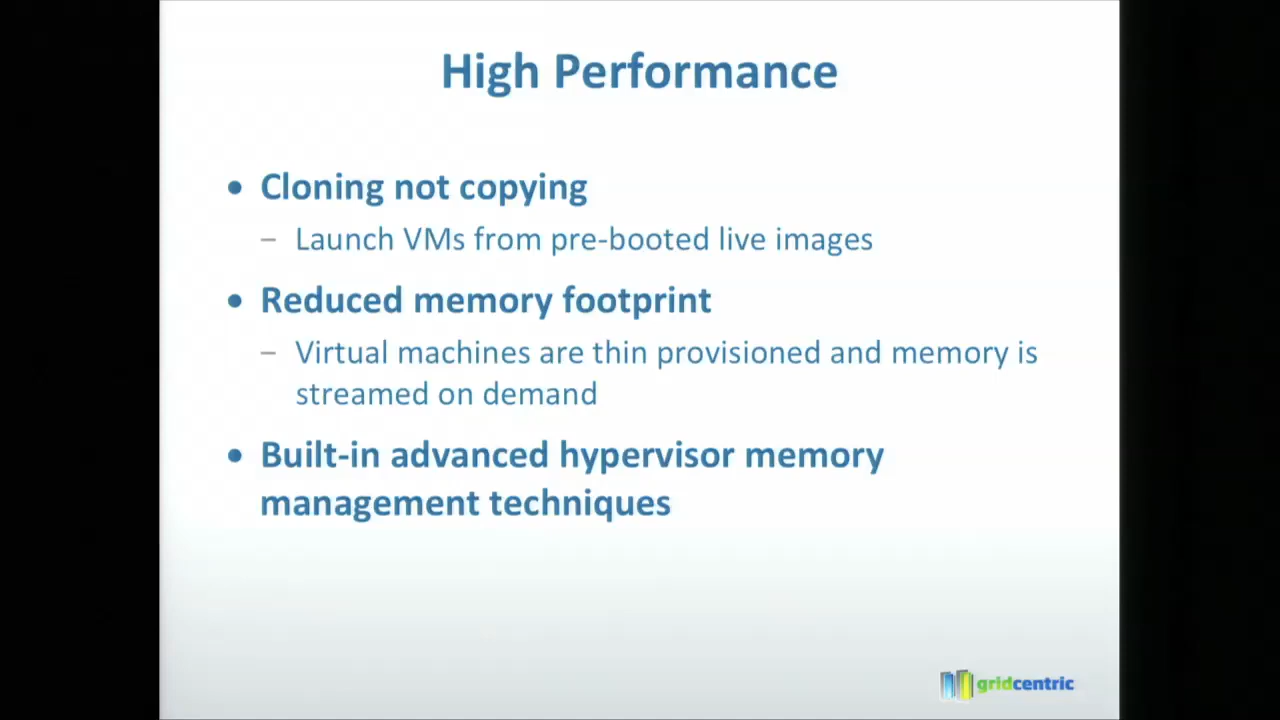 High Performance
• Cloning not copying
– Launch VMs from pre-booted live images
• Reduced memory footprint
– Virtual machines are thin provisioned and memory is
streamed on demand
• Built-in advanced hypervisor memory
management techniques
gridcentric